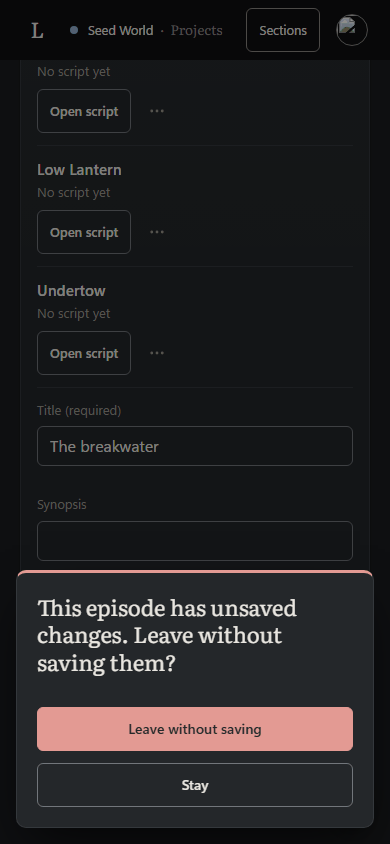 L
Seed World · Projects
Sections
No script yet
Open script
Low Lantern
No script yet
Open script
Undertow
No script yet
Open script
Title (required)
The breakwater
Synopsis
This episode has unsaved
changes. Leave without
saving them?
Leave without saving
Stay